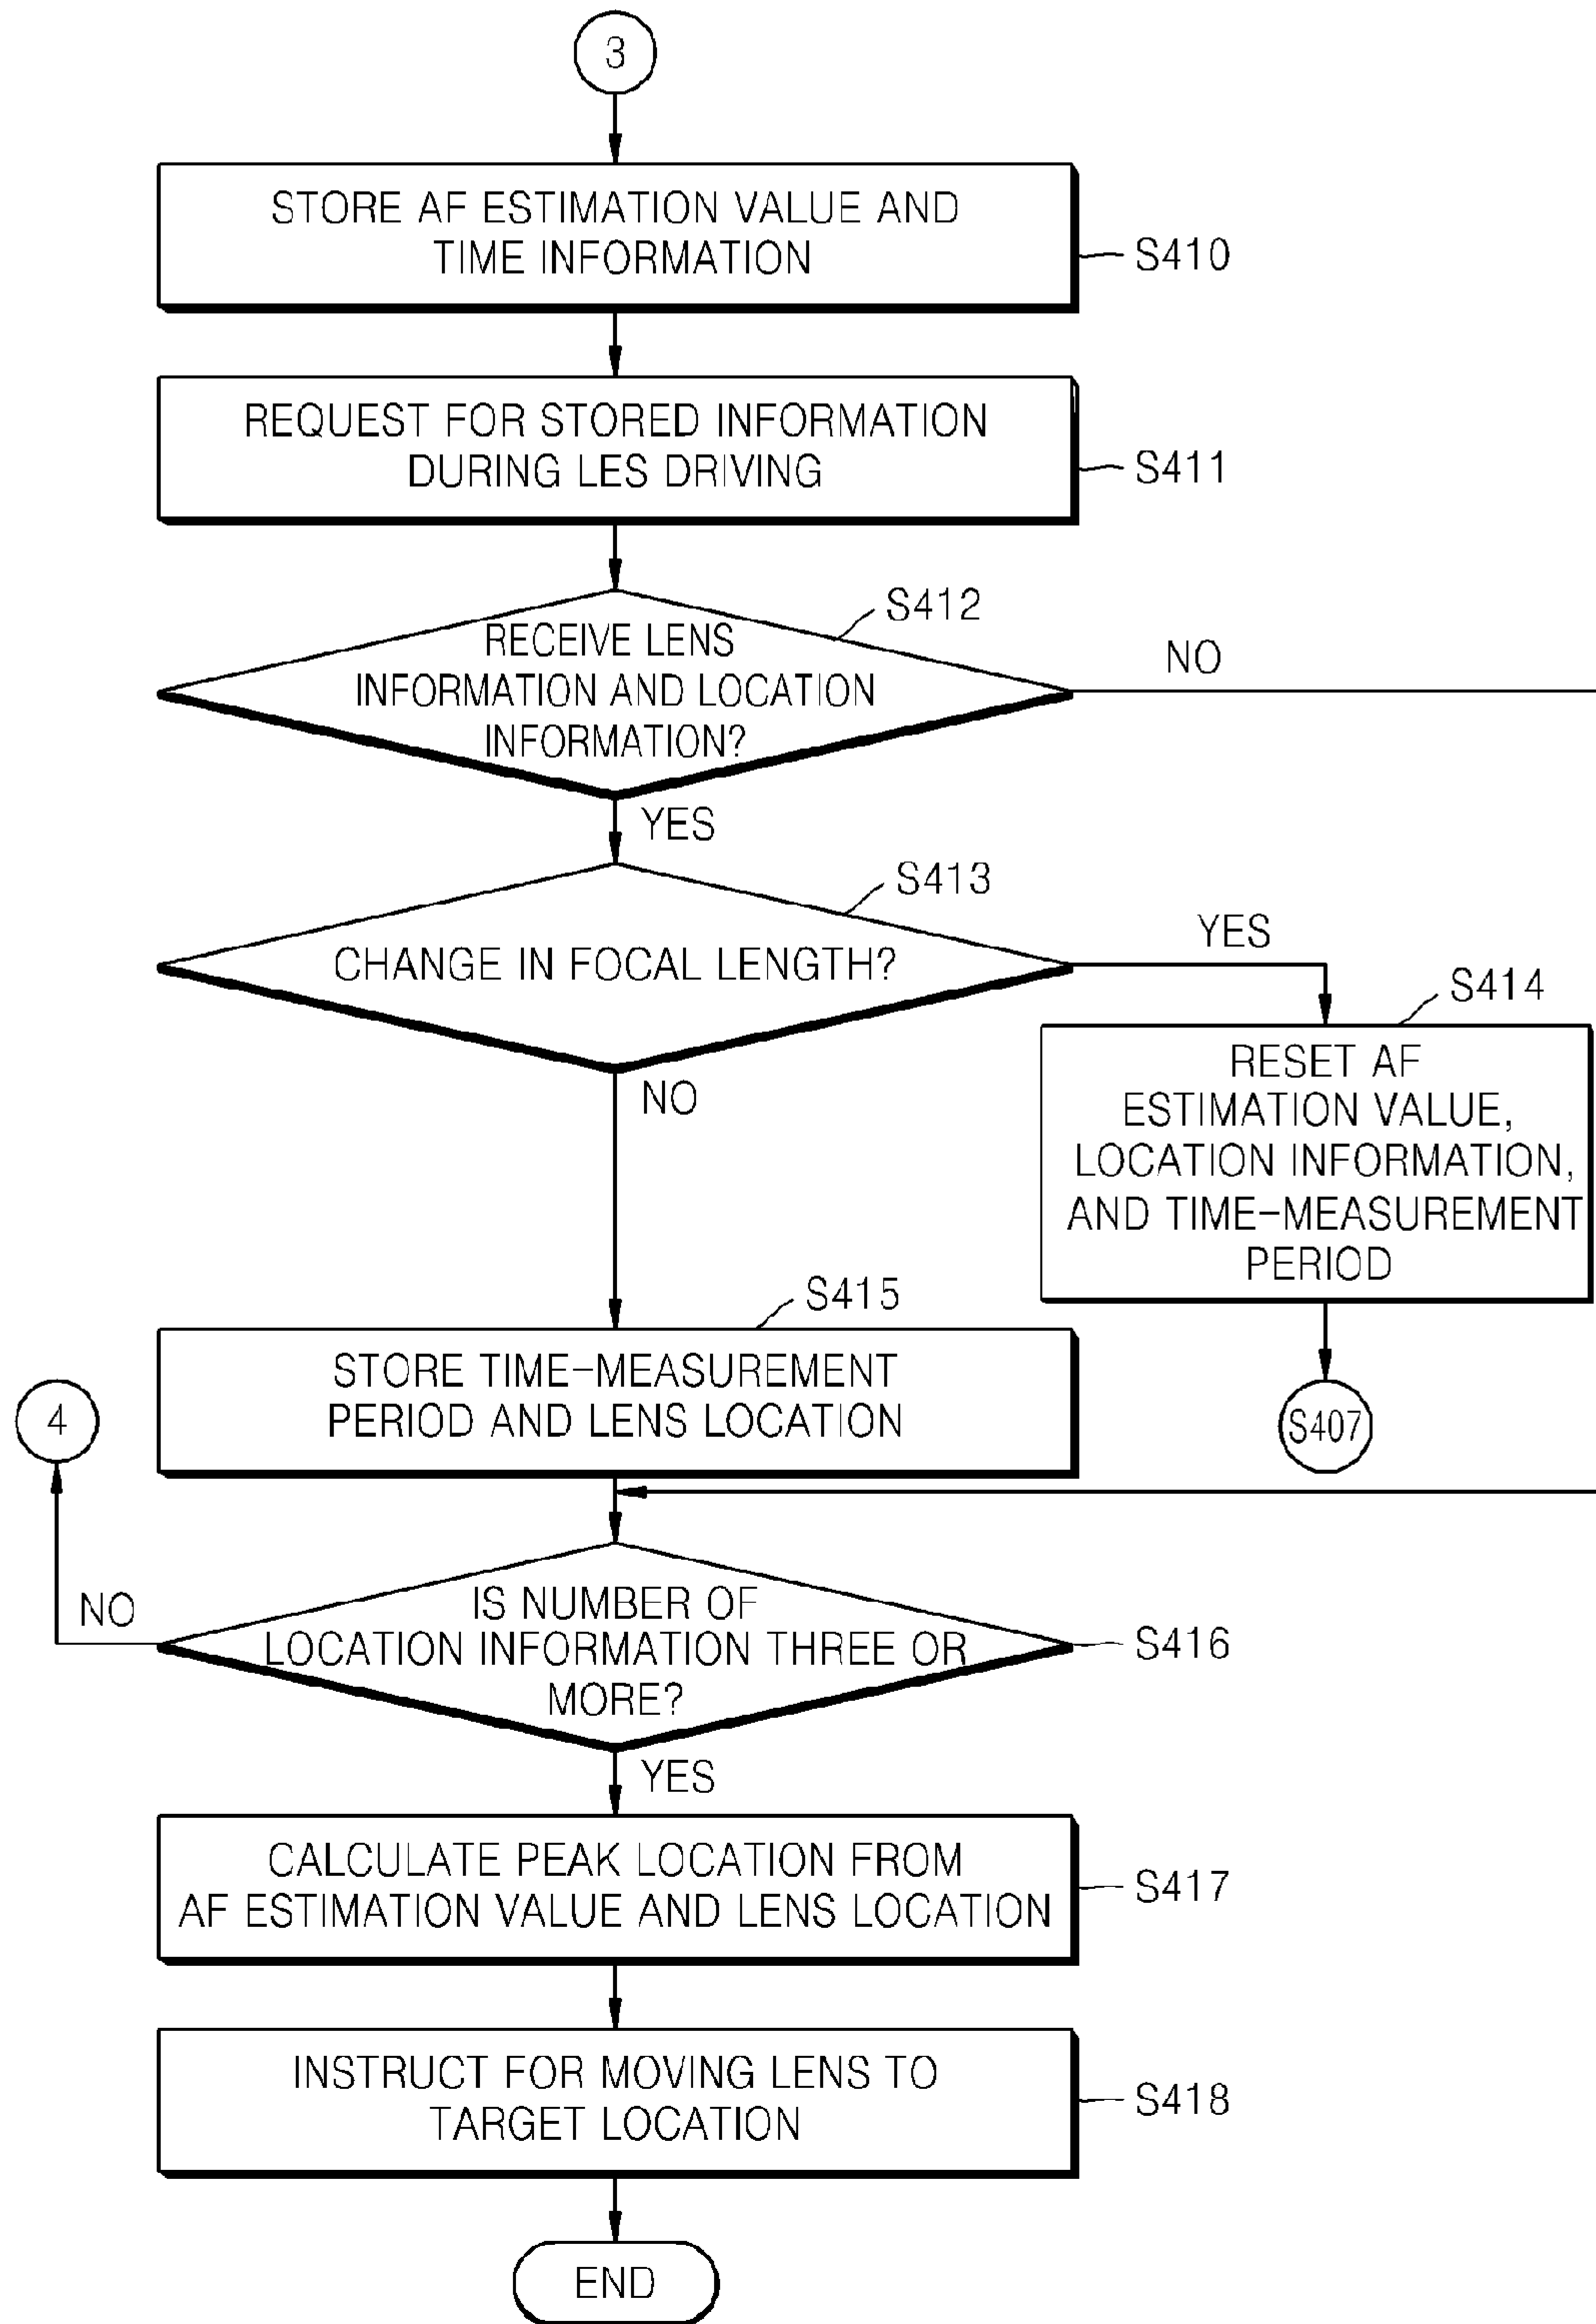 3
STORE AF ESTIMATION VALUE AND
TIME INFORMATION
S410
REQUEST FOR STORED INFORMATION
DURING LES DRIVING
S411
S412
RECEIVE LENS
INFORMATION AND LOCATION
INFORMATION?
NO
YES
S413
CHANGE IN FOCAL LENGTH?
YES
S414
RESET AF
ESTIMATION VALUE,
LOCATION INFORMATION,
AND TIME-MEASUREMENT
PERIOD
NO
S407
S415
STORE TIME-MEASUREMENT
PERIOD AND LENS LOCATION
4
NO
IS NUMBER OF
LOCATION INFORMATION THREE OR
MORE?
S416
YES
CALCULATE PEAK LOCATION FROM
AF ESTIMATION VALUE AND LENS LOCATION
S417
INSTRUCT FOR MOVING LENS TO
TARGET LOCATION
S418
END